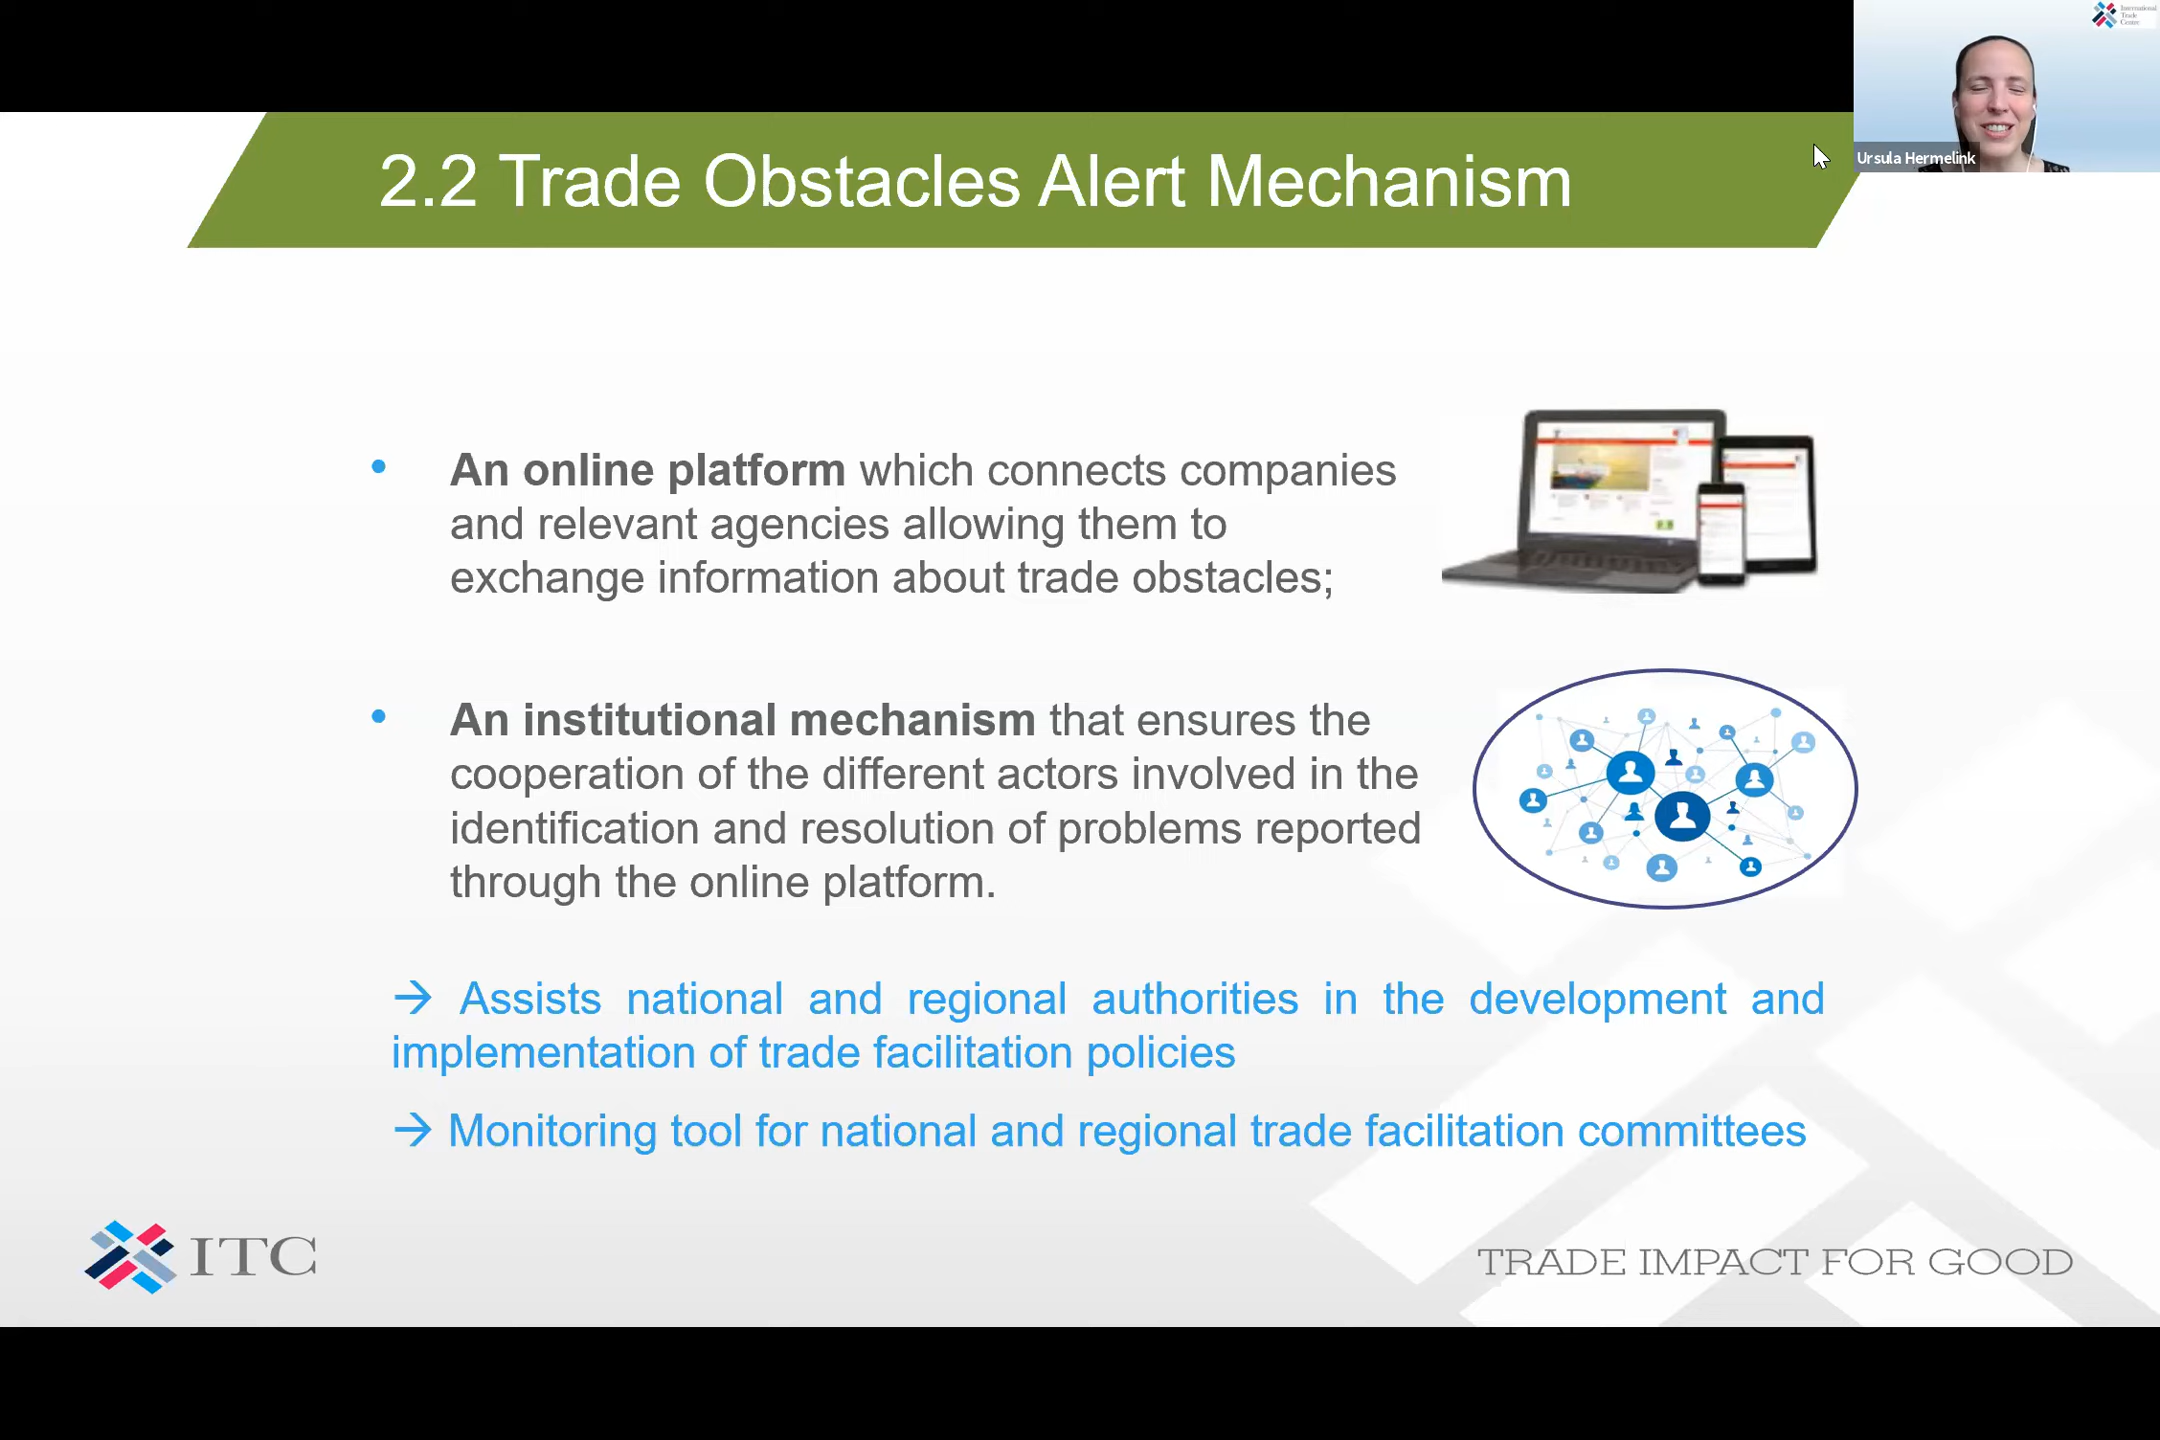 International
Trade
Centre
Ursula Hermelink
2.2 Trade Obstacles Alert Mechanism
• An online platform which connects companies
and relevant agencies allowing them to
exchange information about trade obstacles;
• An institutional mechanism that ensures the
cooperation of the different actors involved in the
identification and resolution of problems reported
through the online platform.
→ Assists national and regional authorities in the development and
implementation of trade facilitation policies
→ Monitoring tool for national and regional trade facilitation committees
ITC
TRADE IMPACT FOR GOOD